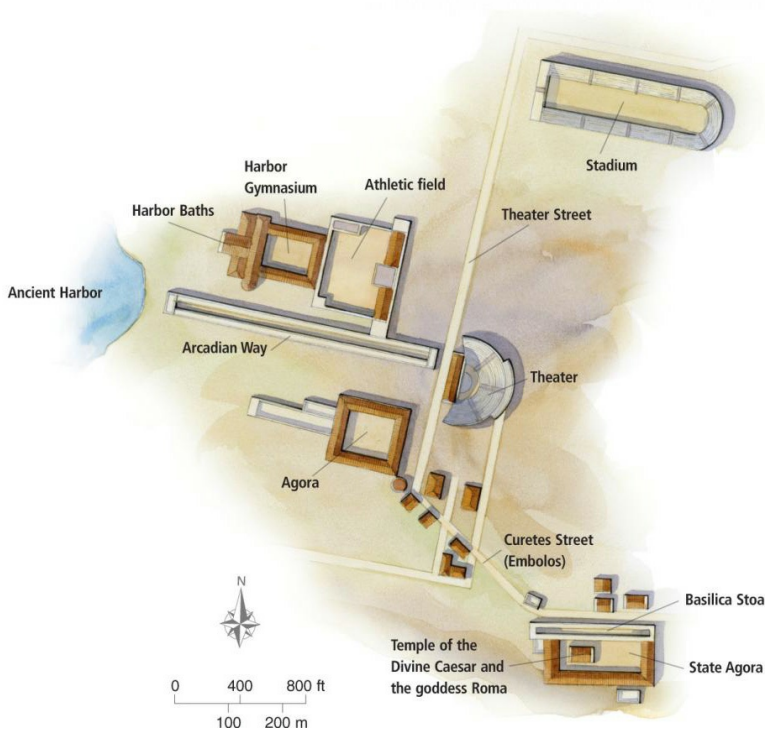 Stadium
Harbor
Gymnasium
Athletic field
Harbor Baths
Theater Street
Ancient Harbor
Arcadian Way
Theater
Agora
Curetes Street
(Embolos)
N
Basilica Stoa
Temple of the
Divine Caesar and
the goddess Roma
State Agora
0 400 800 ft
100 200 m